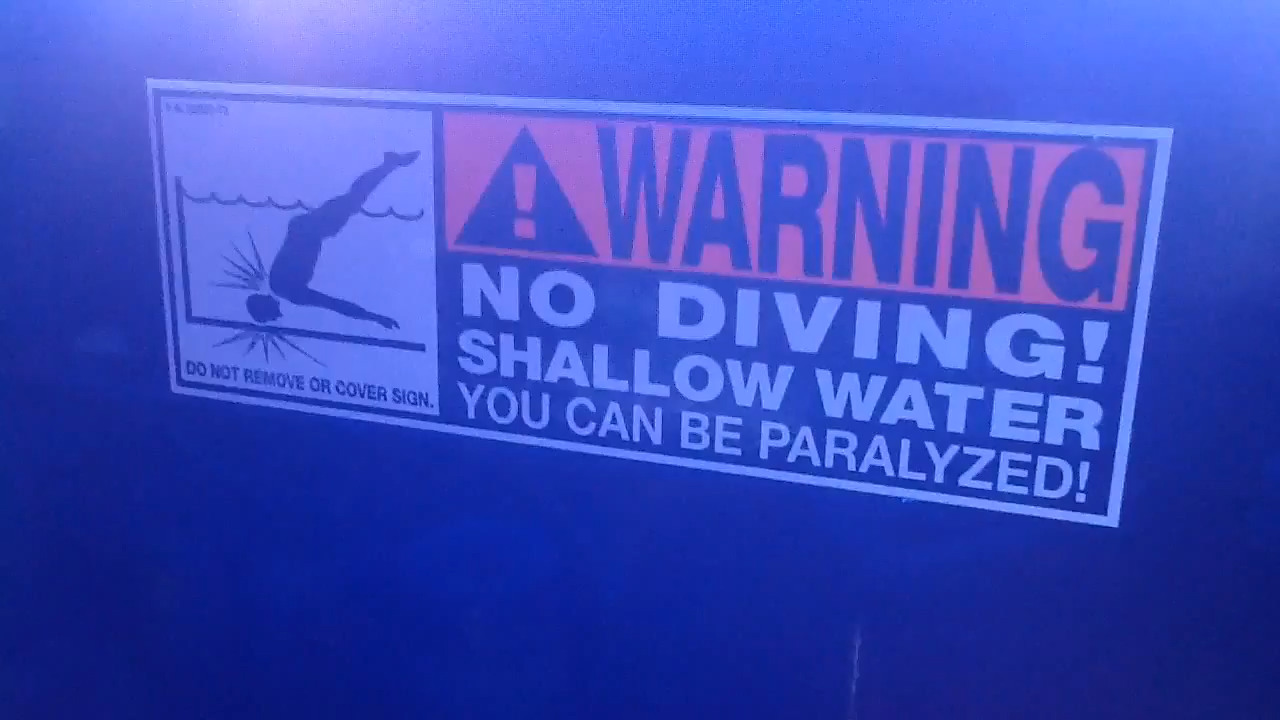 WARNING
NO DIVING!
SHALLOW WATER
YOU CAN BE PARALYZED!
DO NOT REMOVE OR COVER SIGN.